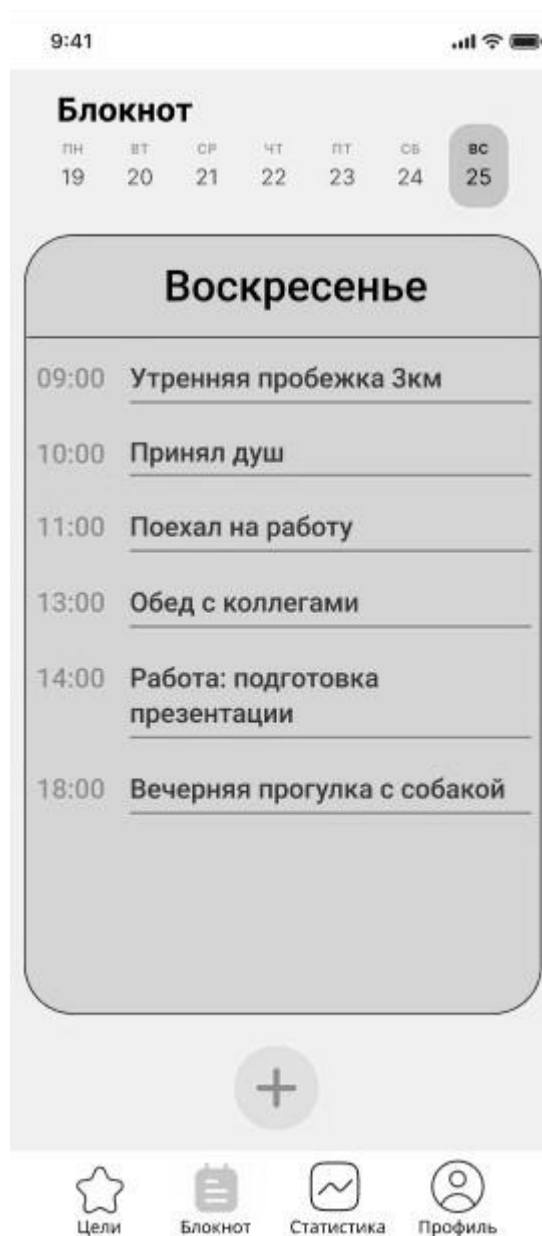 9:41
Блокнот
ПН ВТ СР ЧТ ПТ СБ ВС
19 20 21 22 23 24 25
Воскресенье
09:00 Утренняя пробежка 3км
10:00 Принял душ
11:00 Поехал на работу
13:00 Обед с коллегами
14:00 Работа: подготовка
презентации
18:00 Вечерняя прогулка с собакой
Цели Блокнот Статистика Профиль